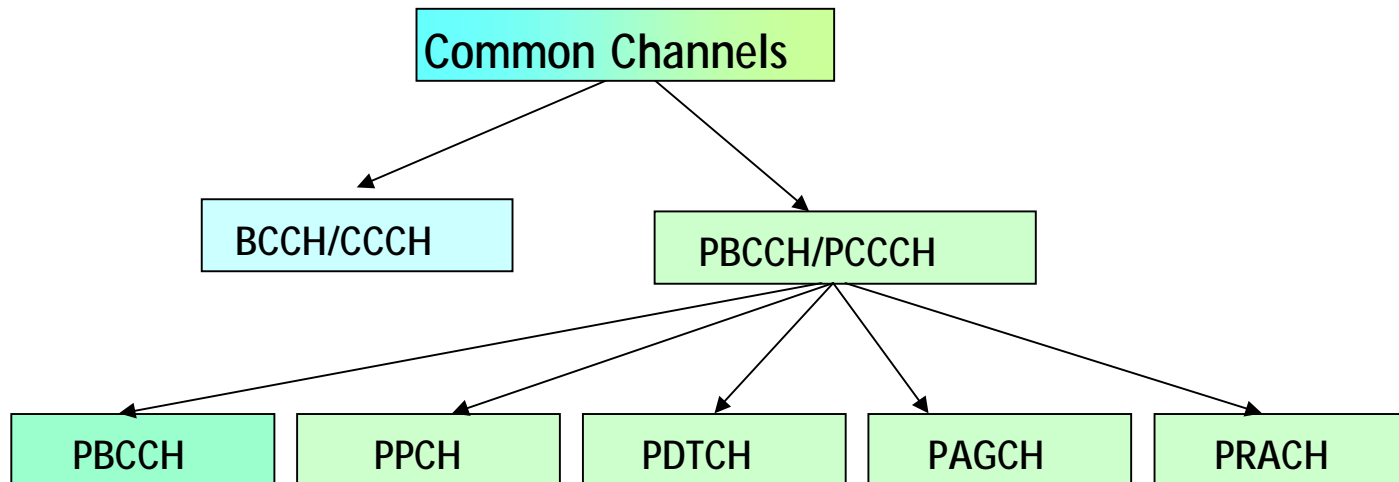 Common Channels
BCCH/CCCH
PBCCH/PCCCH
PBCCH
PPCH
PDTCH
PAGCH
PRACH